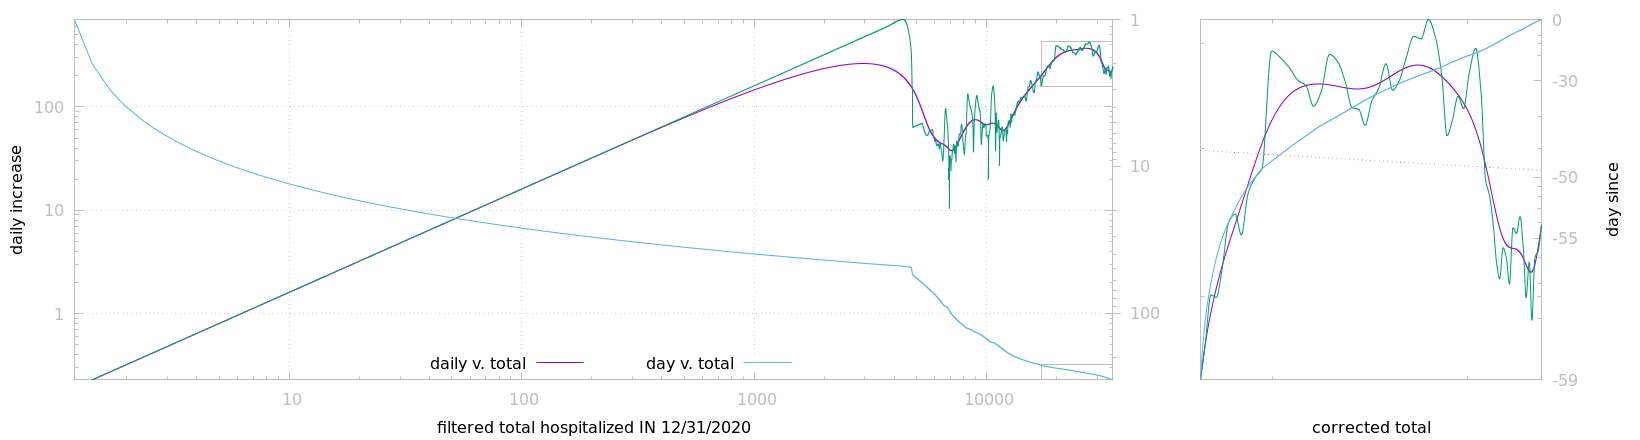 daily increase
100
10
1
10
100
1000
10000
1
10
100
daily v. total
day v. total
filtered total hospitalized IN 12/31/2020
0
-30
-50
-55
-59
day since
corrected total